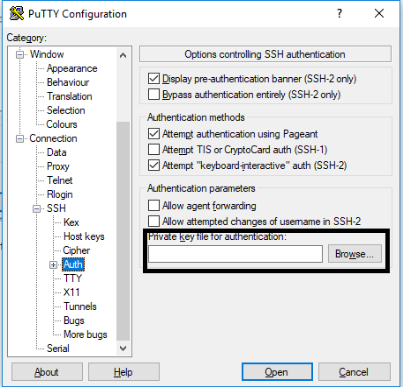 PuTTY Configuration
Category:
Window
Appearance
Behaviour
Translation
Selection
Colours
Connection
Data
Proxy
Telnet
Rlogin
SSH
Kex
Host keys
Cipher
Auth
TTY
X11
Tunnels
Bugs
More bugs
Serial
Options controlling SSH authentication
Display pre-authentication banner (SSH-2 only)
Bypass authentication entirely (SSH-2 only)
Authentication methods
Attempt authentication using Pageant
Attempt TIS or CryptoCard auth (SSH-1)
Attempt "keyboard-interactive" auth (SSH-2)
Authentication parameters
Allow agent forwarding
Allow attempted changes of username in SSH-2
Private key file for authentication:
Browse...
About
Help
Open
Cancel